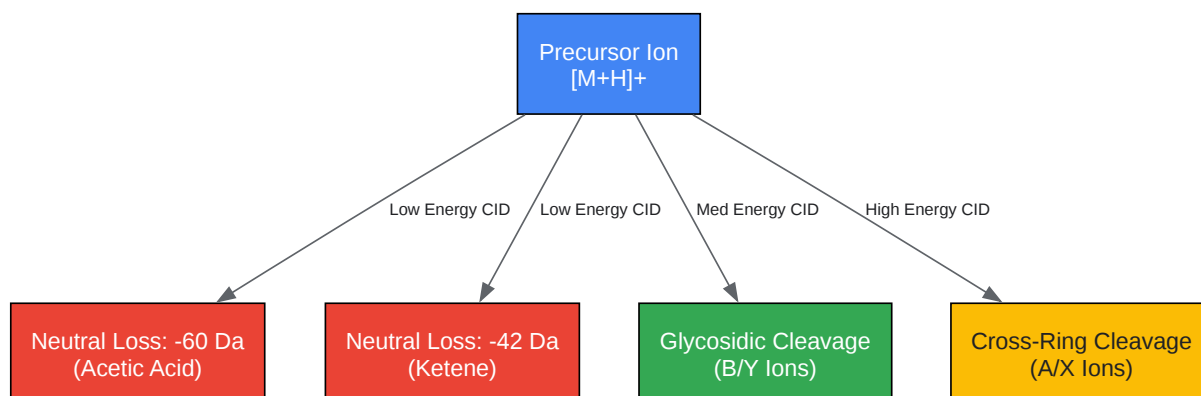 Precursor Ion
[M+H]+
Low Energy CID
Low Energy CID
Med Energy CID
High Energy CID
Neutral Loss: -60 Da
(Acetic Acid)
Neutral Loss: -42 Da
(Ketene)
Glycosidic Cleavage
(B/Y Ions)
Cross-Ring Cleavage
(A/X Ions)